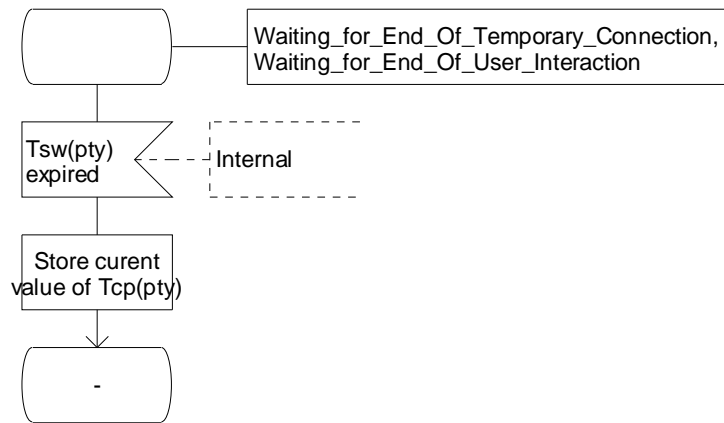 Waiting_for_End_Of_Temporary_Connection,
Waiting_for_End_Of_User_Interaction
Tsw(pty)
expired
Internal
Store curent
value of Tcp(pty)
-